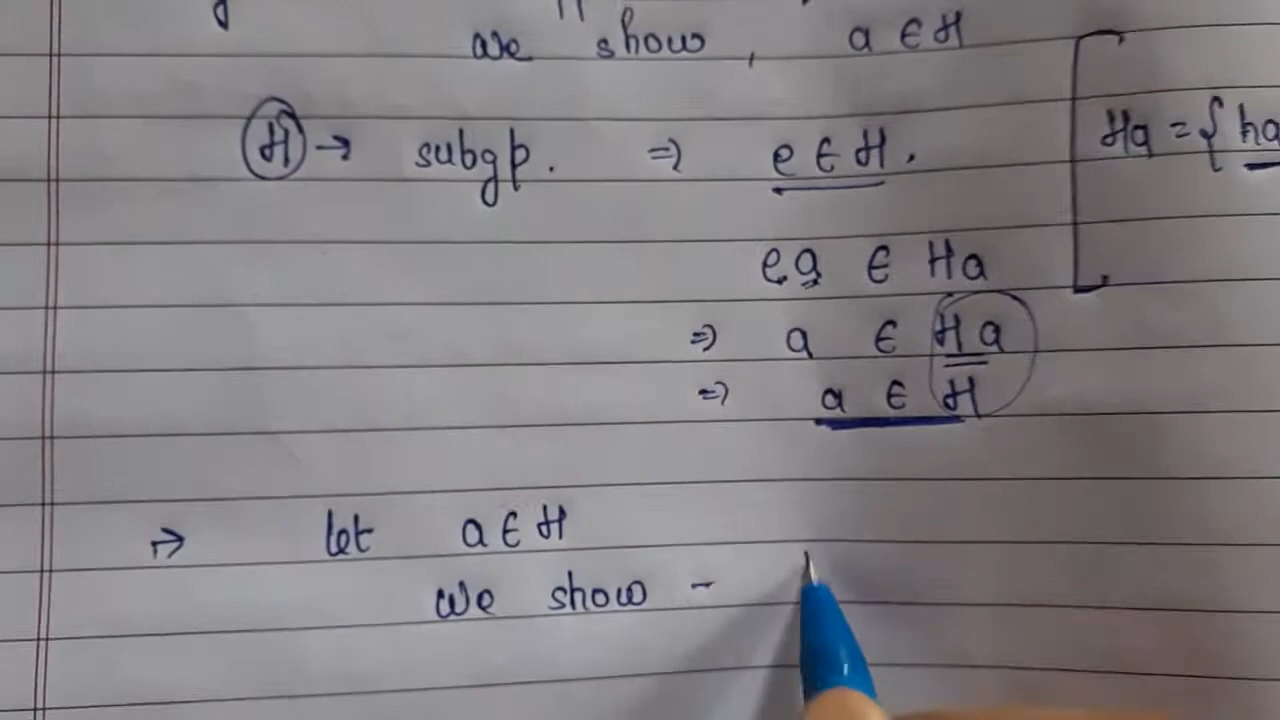 we show, a ∈ H
H → subgp. ⇒ e ∈ H.
Ha = { ha
ea ∈ Ha
⇒ a ∈ Ha
⇒ a ∈ H
→ let a ∈ H
We show -